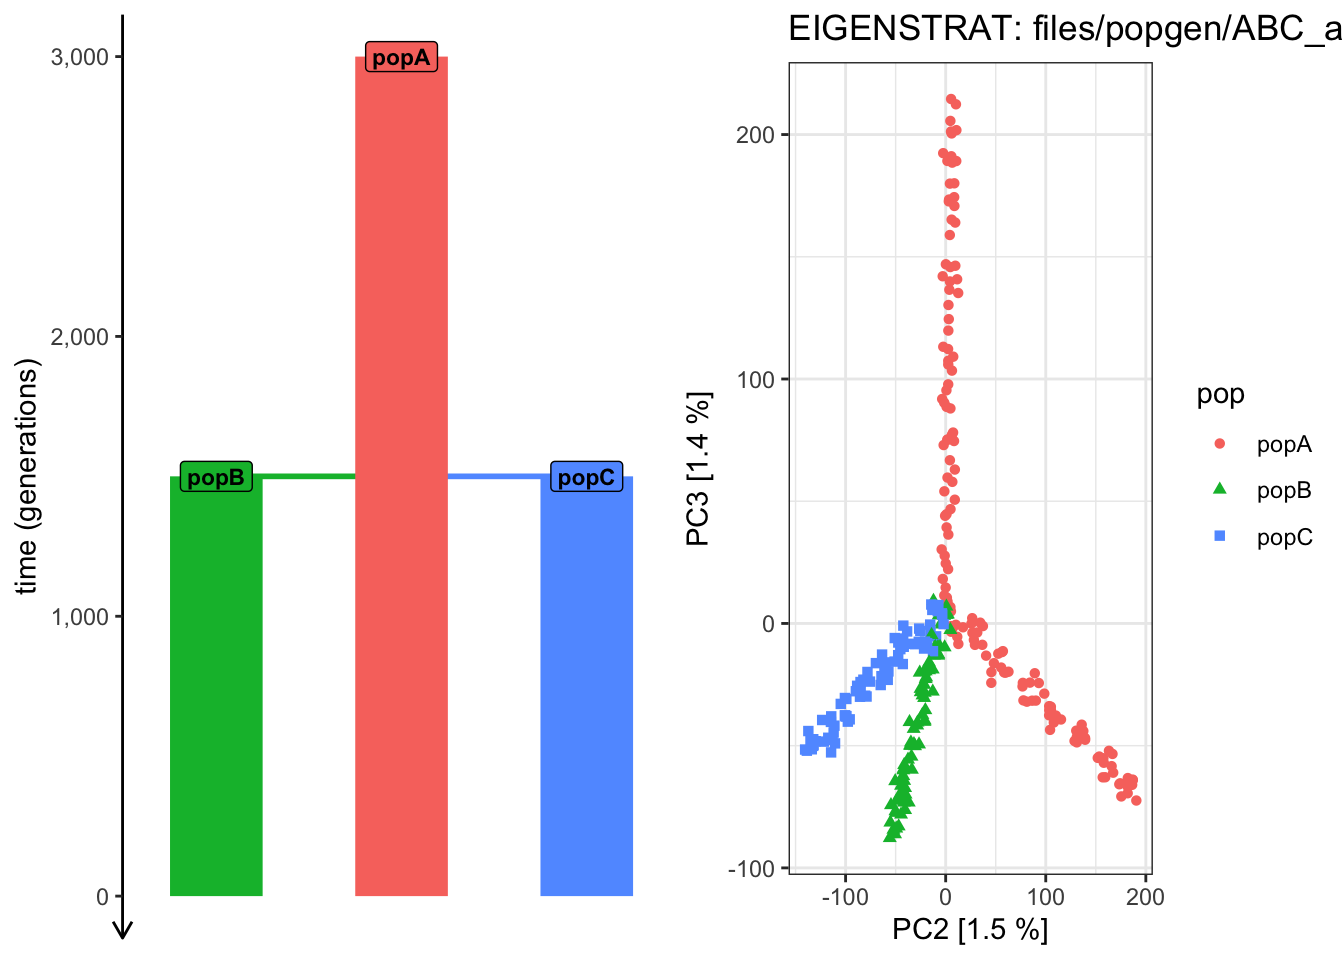 3,000
2,000
1,000
0
time (generations)
popA
popB
popC
EIGENSTRAT: files/popgen/ABC_a
200
100
0
-100
PC3 [1.4 %]
-100
0
100
200
PC2 [1.5 %]
pop
popA
popB
popC